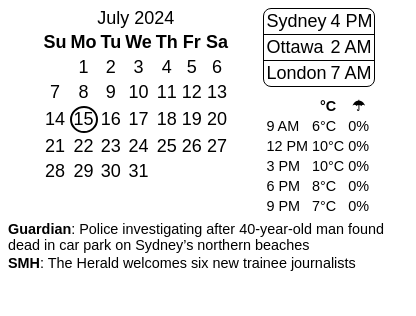 July 2024
Su Mo Tu We Th Fr Sa
1 2 3 4 5 6
7 8 9 10 11 12 13
14 15 16 17 18 19 20
21 22 23 24 25 26 27
28 29 30 31
Sydney 4 PM
Ottawa 2 AM
London 7 AM
°C ☂
9 AM 6°C 0%
12 PM 10°C 0%
3 PM 10°C 0%
6 PM 8°C 0%
9 PM 7°C 0%
Guardian: Police investigating after 40-year-old man found
dead in car park on Sydney’s northern beaches
SMH: The Herald welcomes six new trainee journalists